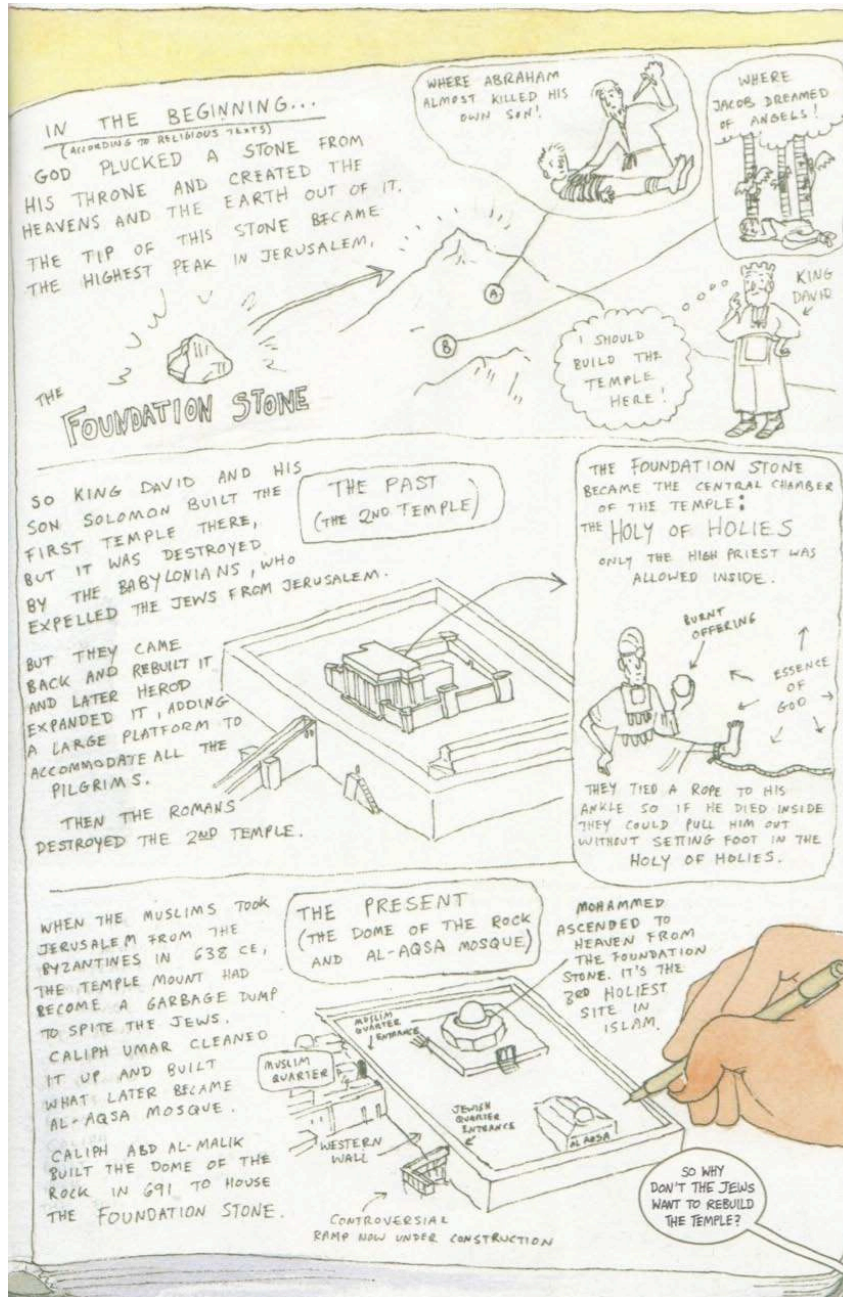 IN THE BEGINNING...
(ACCORDING TO RELIGIOUS TEXTS)
GOD PLUCKED A STONE FROM
HIS THRONE AND CREATED THE
HEAVENS AND THE EARTH OUT OF IT.
THE TIP OF THIS STONE BECAME
THE HIGHEST PEAK IN JERUSALEM.
THE
FOUNDATION STONE
WHERE ABRAHAM
ALMOST KILLED HIS
OWN SON!
WHERE
JACOB DREAMED
OF ANGELS!
A
B
KING
DAVID
I SHOULD
BUILD THE
TEMPLE
HERE!
SO KING DAVID AND HIS
SON SOLOMON BUILT THE
FIRST TEMPLE THERE,
BUT IT WAS DESTROYED
BY THE BABYLONIANS, WHO
EXPELLED THE JEWS FROM JERUSALEM.
BUT THEY CAME
BACK AND REBUILT IT
AND LATER HEROD
EXPANDED IT, ADDING
A LARGE PLATFORM TO
ACCOMMODATE ALL THE
PILGRIMS.
THEN THE ROMANS
DESTROYED THE 2ND TEMPLE.
THE PAST
(THE 2ND TEMPLE)
THE FOUNDATION STONE
BECAME THE CENTRAL CHAMBER
OF THE TEMPLE:
THE HOLY OF HOLIES
ONLY THE HIGH PRIEST WAS
ALLOWED INSIDE.
BURNT
OFFERING
ESSENCE
OF
GOD
THEY TIED A ROPE TO HIS
ANKLE SO IF HE DIED INSIDE
THEY COULD PULL HIM OUT
WITHOUT SETTING FOOT IN THE
HOLY OF HOLIES.
WHEN THE MUSLIMS TOOK
JERUSALEM FROM THE
BYZANTINES IN 638 CE,
THE TEMPLE MOUNT HAD
BECOME A GARBAGE DUMP
TO SPITE THE JEWS.
CALIPH UMAR CLEANED
IT UP AND BUILT
WHAT LATER BECAME
AL-AQSA MOSQUE.
CALIPH ABD AL-MALIK
BUILT THE DOME OF THE
ROCK IN 691 TO HOUSE
THE FOUNDATION STONE.
THE PRESENT
(THE DOME OF THE ROCK
AND AL-AQSA MOSQUE)
MOHAMMED
ASCENDED TO
HEAVEN FROM
THE FOUNDATION
STONE. IT'S THE
3RD HOLIEST
SITE IN
ISLAM.
MUSLIM
QUARTER
ENTRANCE
MUSLIM
QUARTER
JEWISH
QUARTER
ENTRANCE
AL AQSA
WESTERN
WALL
CONTROVERSIAL
RAMP NOW UNDER CONSTRUCTION
SO WHY
DON'T THE JEWS
WANT TO REBUILD
THE TEMPLE?